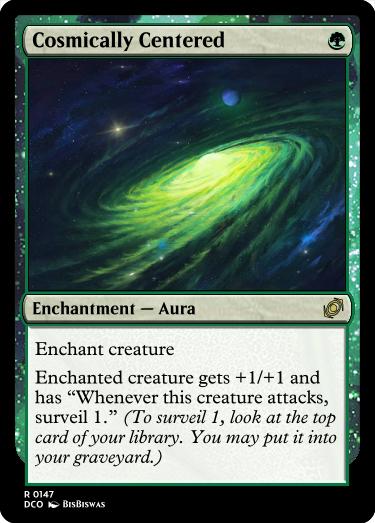 Cosmically Centered
Enchantment — Aura
Enchant creature
Enchanted creature gets +1/+1 and
has “Whenever this creature attacks,
surveil 1.” (To surveil 1, look at the top
card of your library. You may put it into
your graveyard.)
R 0147
DCO BisBiswas